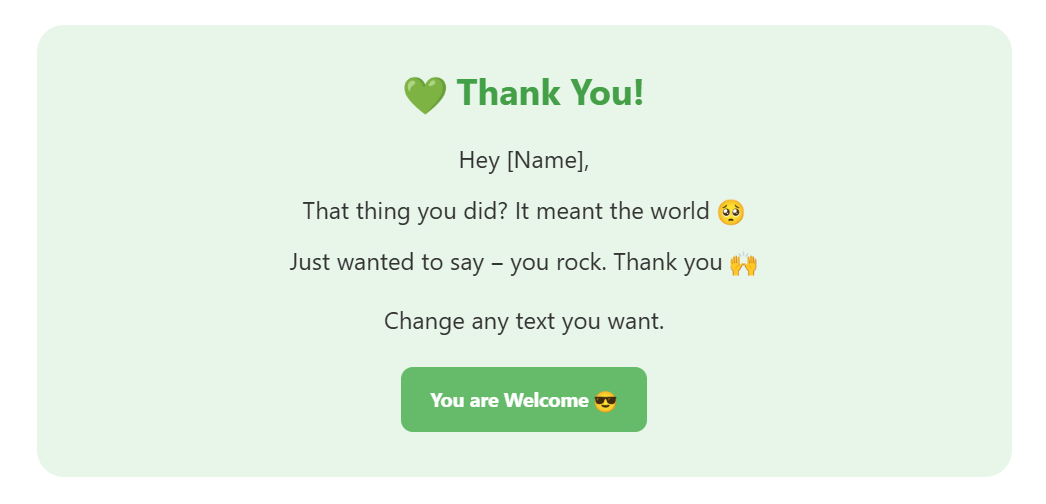 💚 Thank You!
Hey [Name],
That thing you did? It meant the world 🥺
Just wanted to say – you rock. Thank you 🙌
Change any text you want.
You are Welcome 😎